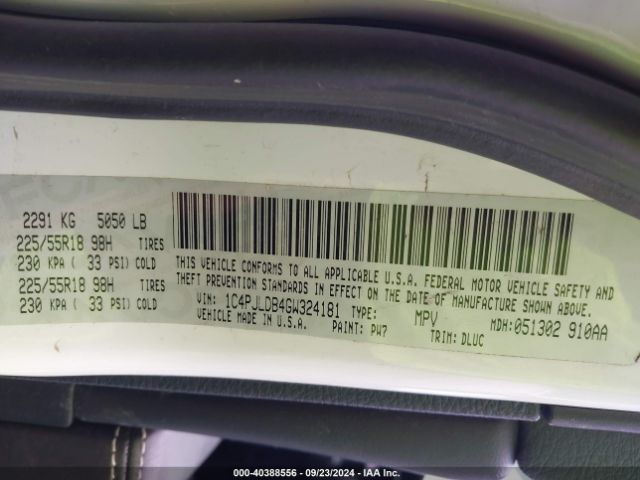 2291 KG 5050 LB
225/55R18 98H TIRES
230 KPA ( 33 PSI) COLD
225/55R18 98H TIRES
230 KPA ( 33 PSI) COLD
THIS VEHICLE CONFORMS TO ALL APPLICABLE U.S.A. FEDERAL MOTOR VEHICLE SAFETY AND
THEFT PREVENTION STANDARDS IN EFFECT ON THE DATE OF MANUFACTURE SHOWN ABOVE.
VIN: 1C4PJLDB4GW324181 TYPE: MPV MDH: 051302 910AA
VEHICLE MADE IN U.S.A. PAINT: PW7 TRIM: DLUC
000-40388556 - 09/23/2024 - IAA Inc.